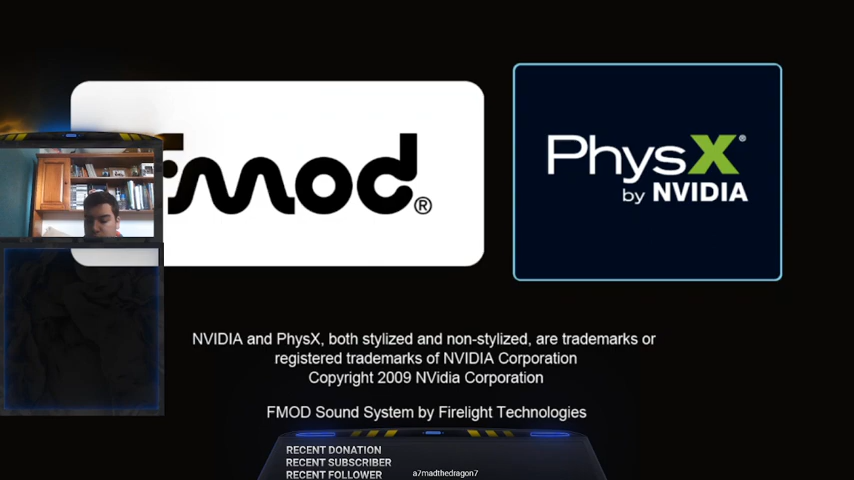 fmod®
PhysX®
by NVIDIA
NVIDIA and PhysX, both stylized and non-stylized, are trademarks or
registered trademarks of NVIDIA Corporation
Copyright 2009 NVidia Corporation
FMOD Sound System by Firelight Technologies
RECENT DONATION
RECENT SUBSCRIBER
RECENT FOLLOWER
a7madthedragon7